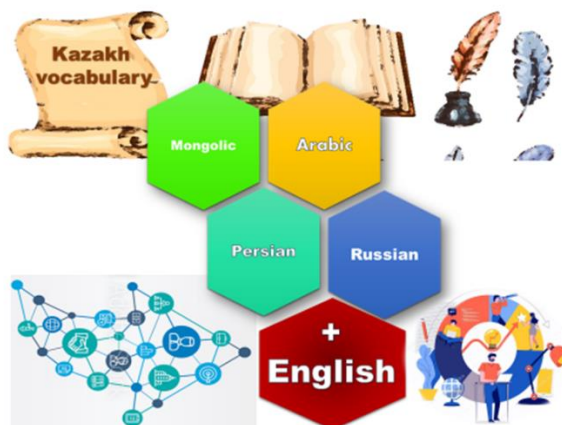 Kazakh
vocabulary
Mongolic
Arabic
Persian
Russian
+
English